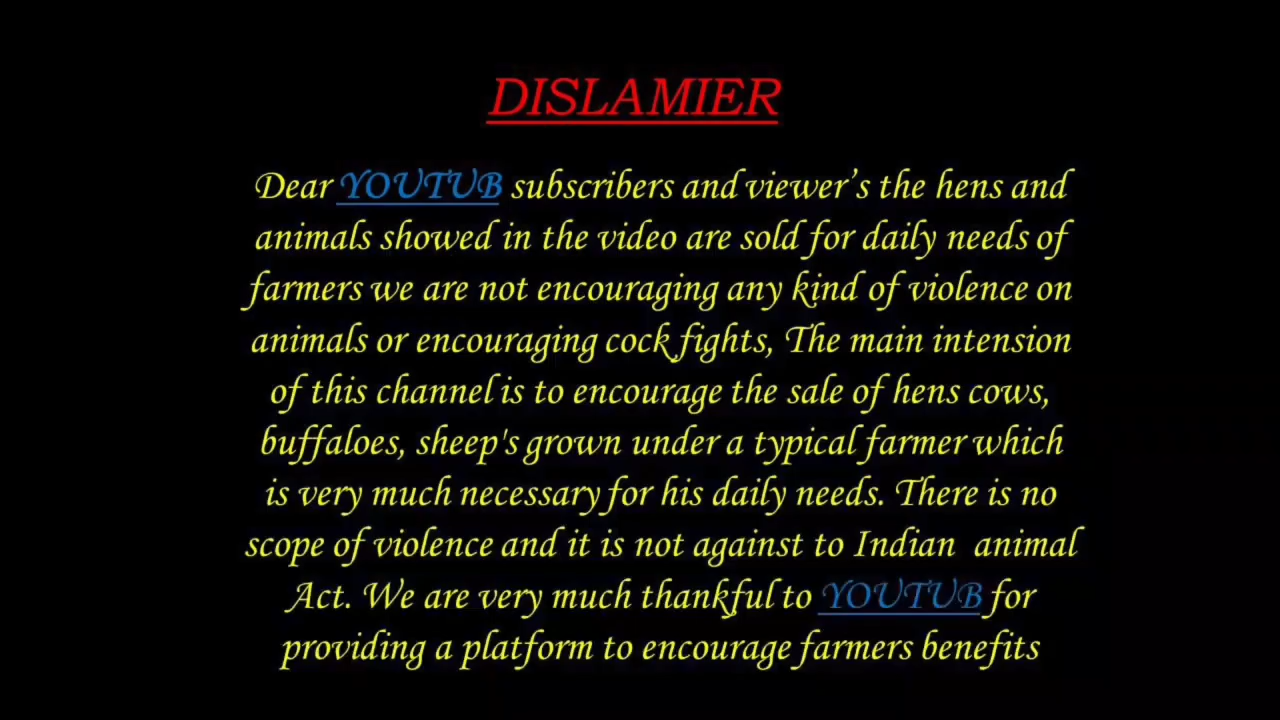 DISLAMIER
Dear YOUTUB subscribers and viewer's the hens and
animals showed in the video are sold for daily needs of
farmers we are not encouraging any kind of violence on
animals or encouraging cock fights, The main intension
of this channel is to encourage the sale of hens cows,
buffaloes, sheep's grown under a typical farmer which
is very much necessary for his daily needs. There is no
scope of violence and it is not against to Indian animal
Act. We are very much thankful to YOUTUB for
providing a platform to encourage farmers benefits